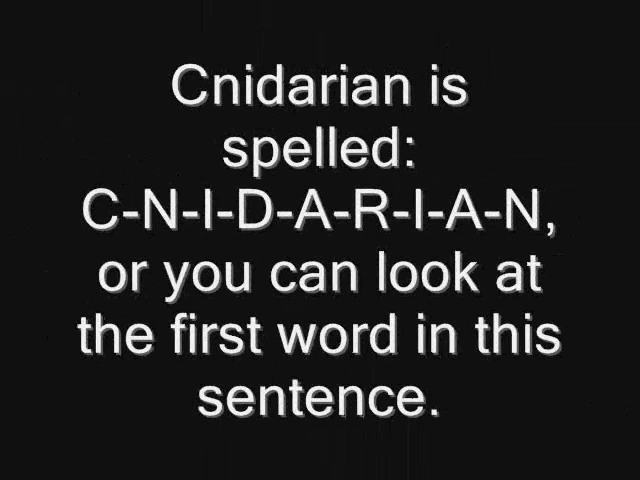 Cnidarian is
spelled:
C-N-I-D-A-R-I-A-N,
or you can look at
the first word in this
sentence.